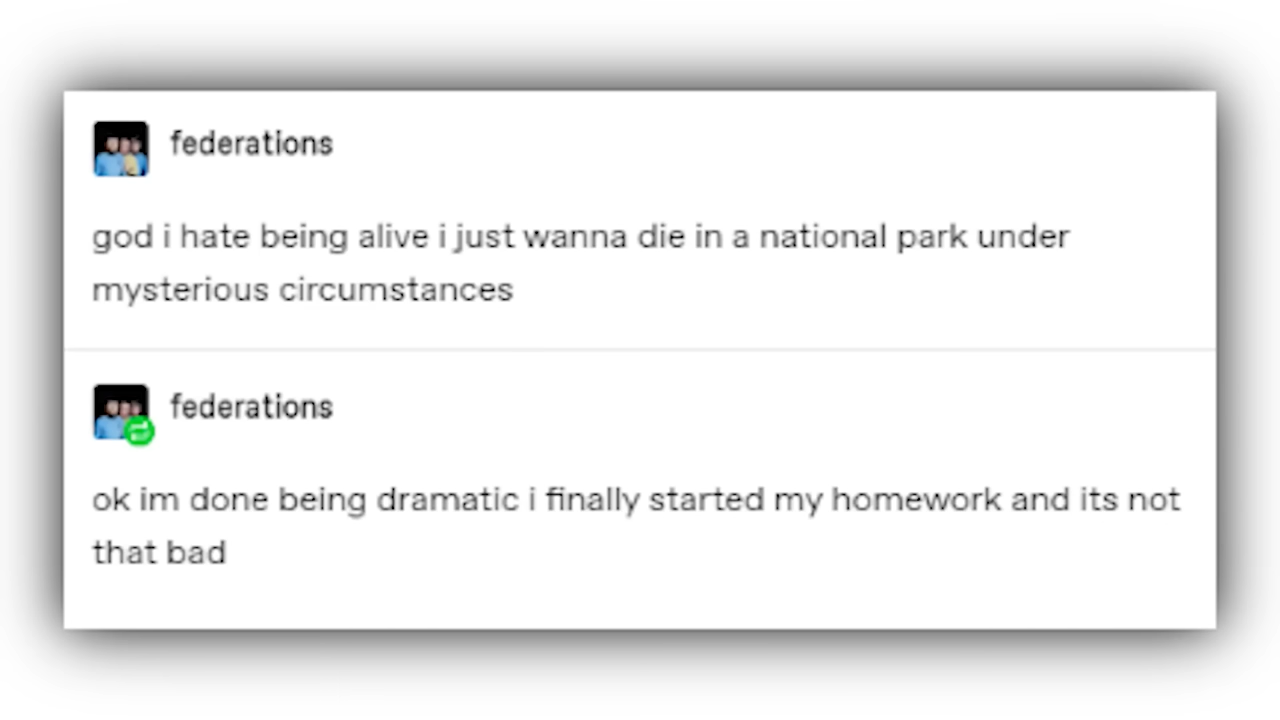 federations
god i hate being alive i just wanna die in a national park under
mysterious circumstances
federations
ok im done being dramatic i finally started my homework and its not
that bad